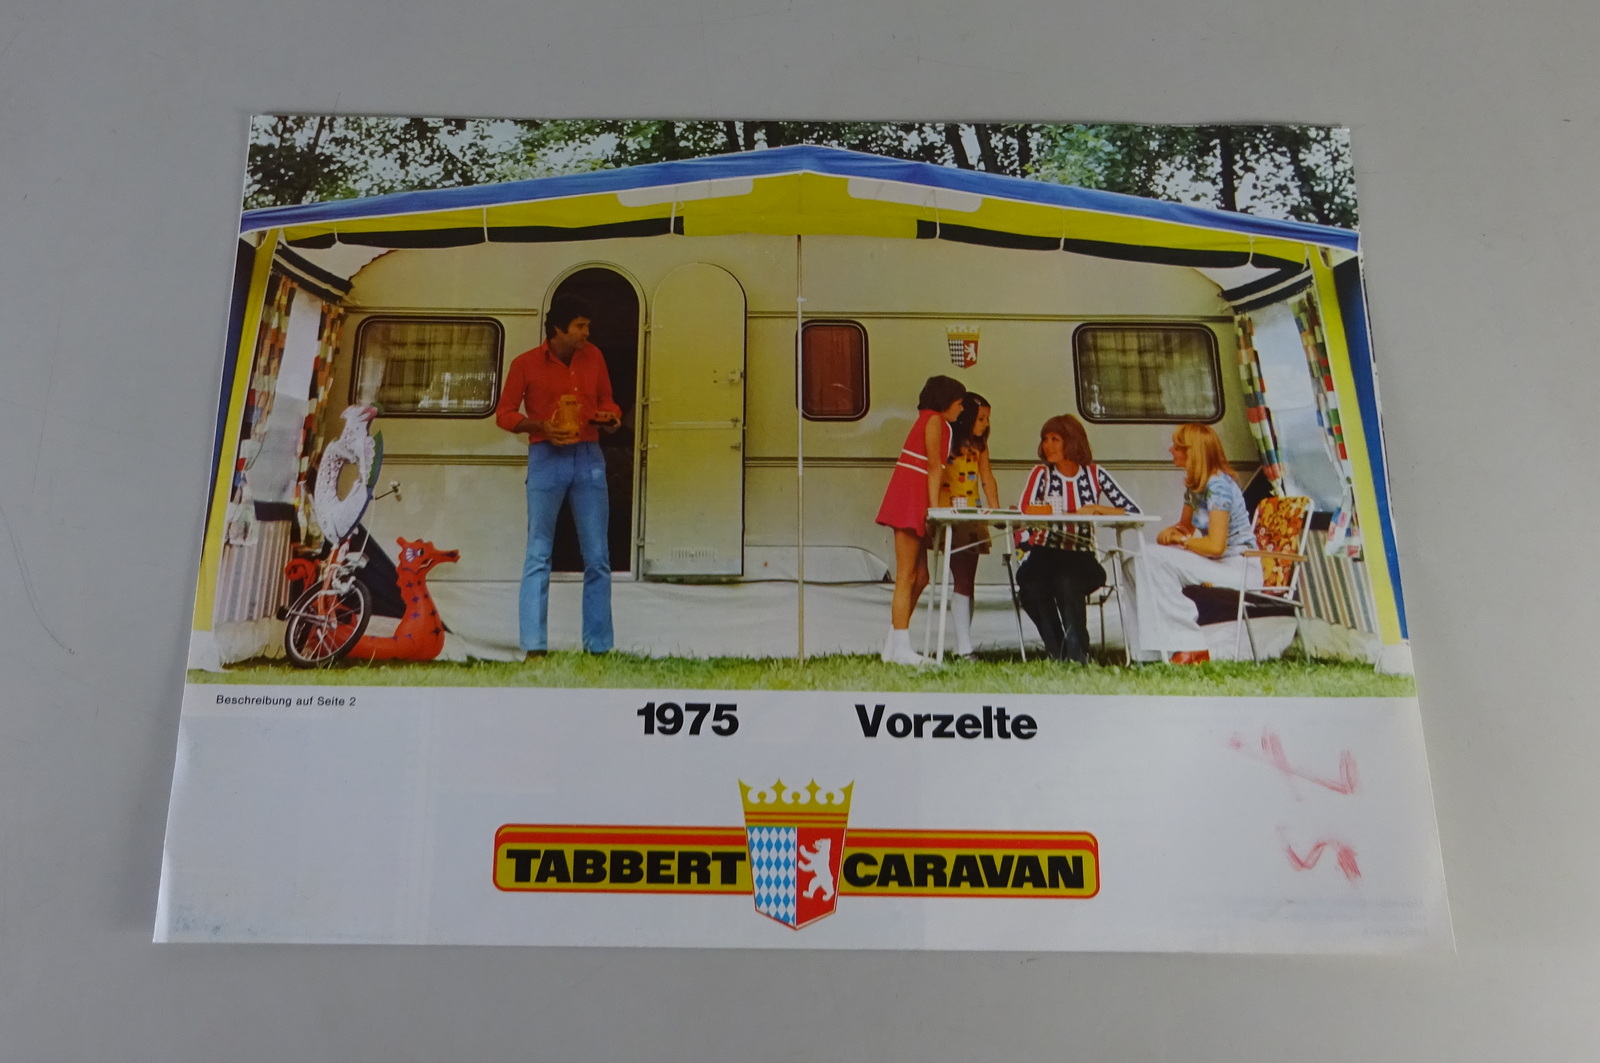 Beschreibung auf Seite 2
1975 Vorzelte
TABBERT CARAVAN